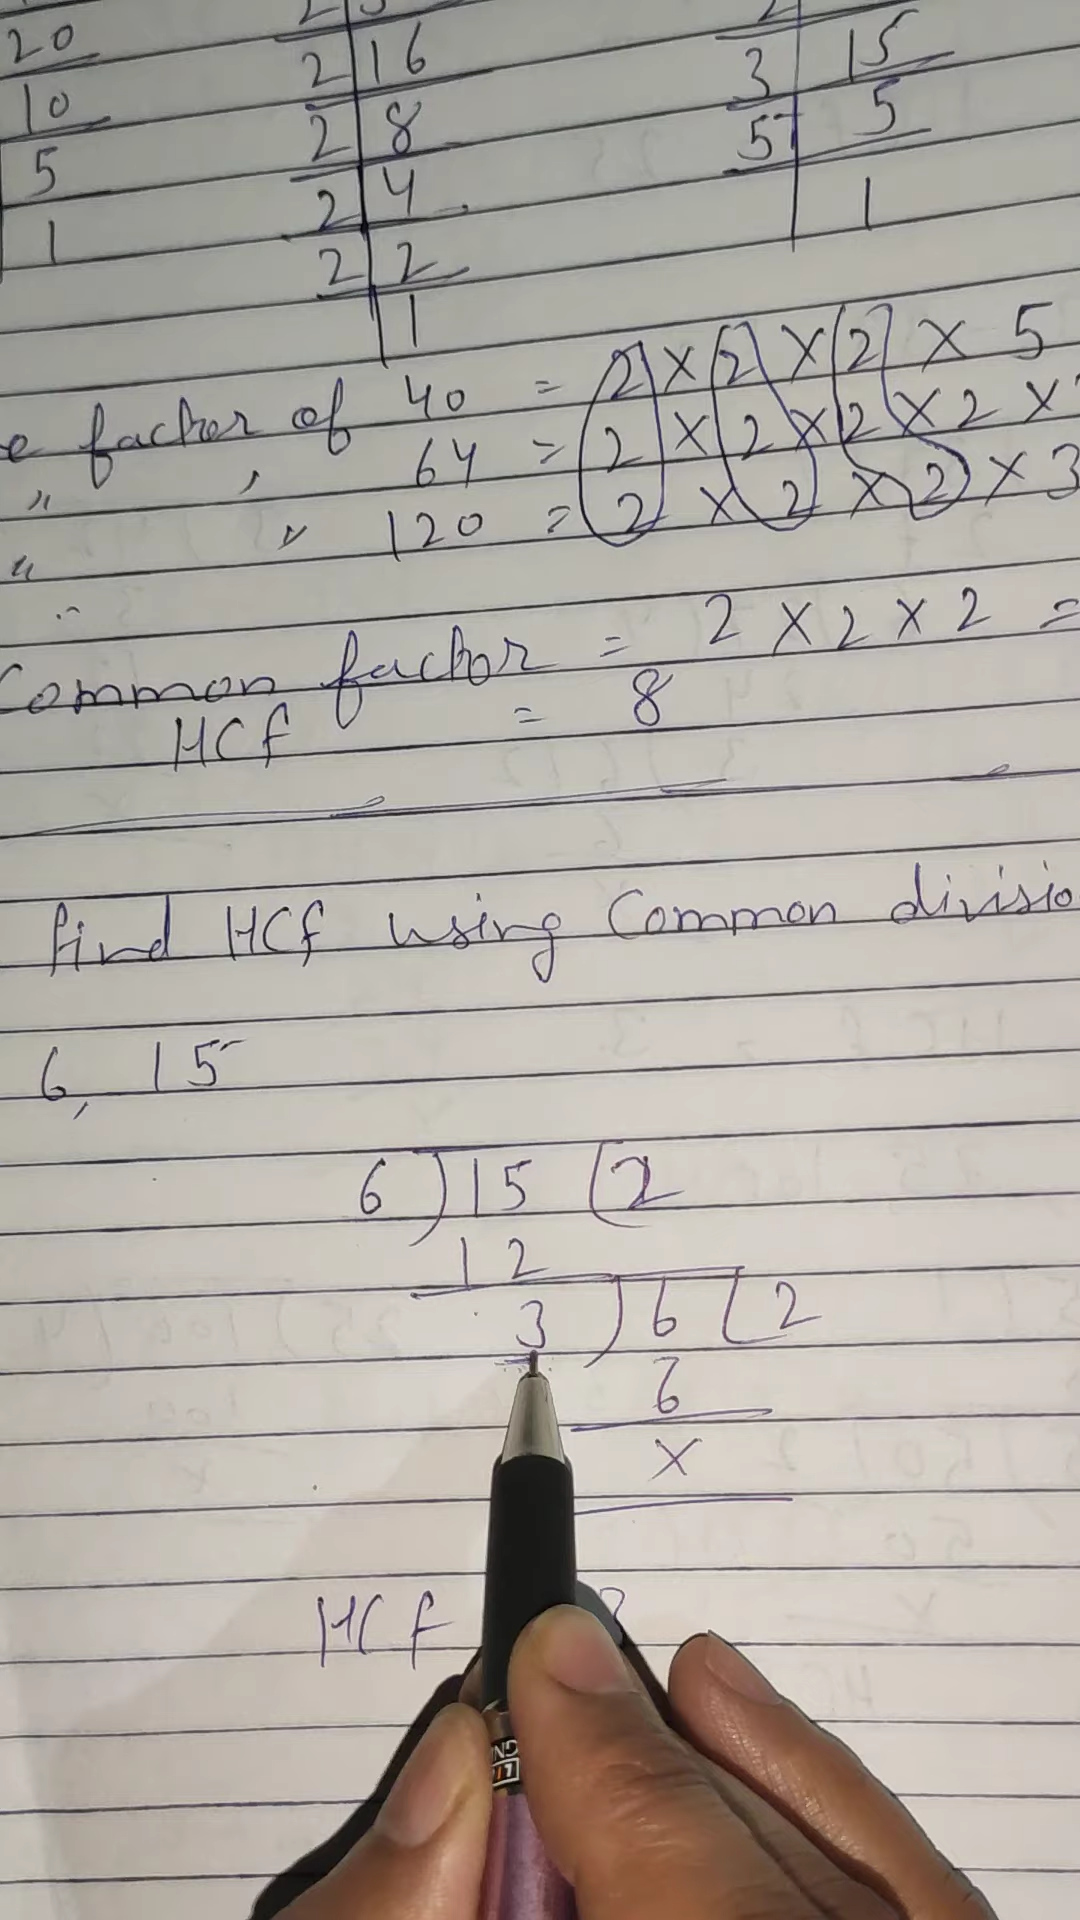 20 2
2 16 3 15
10 2 8 5 5
5 2 4 1
1 2 2
1
factor of 40 = 2 × 2 × 2 × 5
" , 64 = 2 × 2 × 2 × 2 ×
" " 120 = 2 × 2 × 2 × 3
Common factor = 2 × 2 × 2 =
HCf = 8
find HCf using Common divisio
6, 15
6 ) 15 ( 2
12
3 ) 6 ( 2
6
×
HCf 3